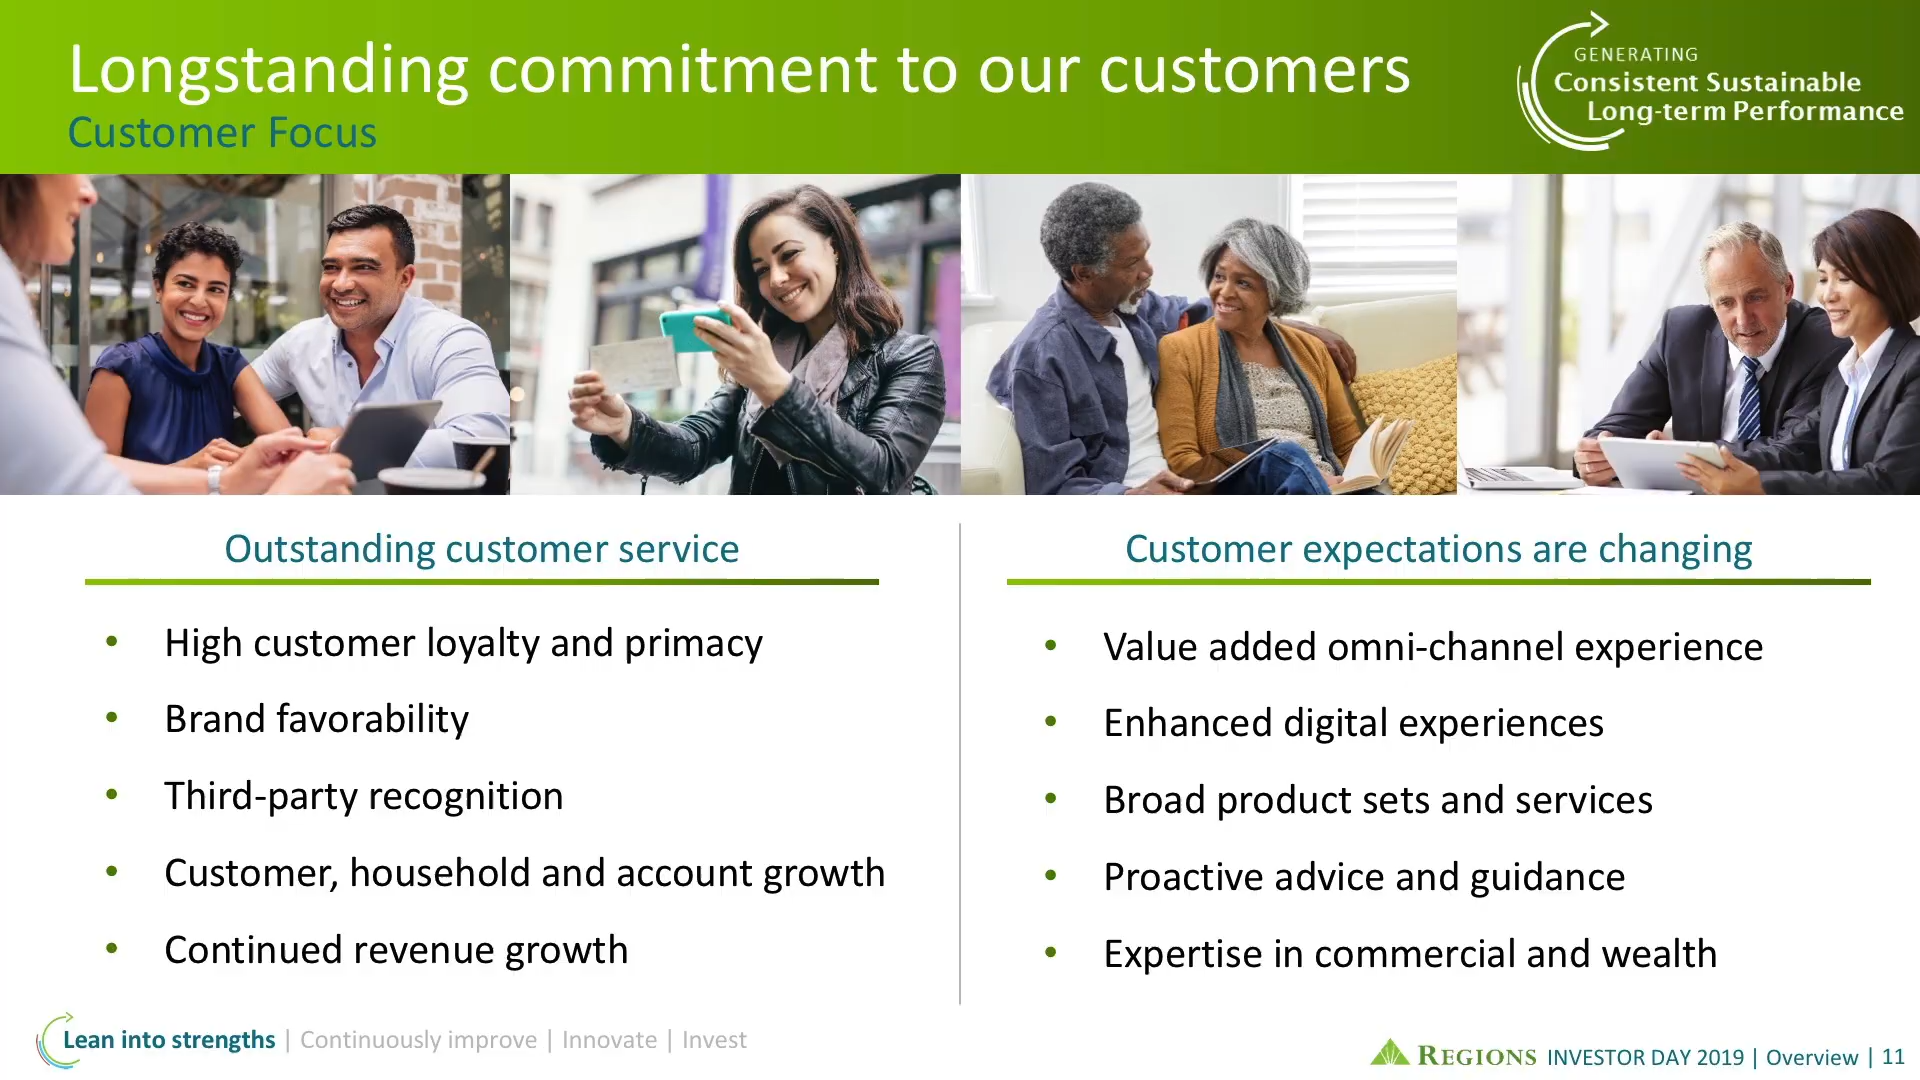 Longstanding commitment to our customers
Customer Focus
GENERATING
Consistent Sustainable
Long-term Performance
Outstanding customer service
• High customer loyalty and primacy
• Brand favorability
• Third-party recognition
• Customer, household and account growth
• Continued revenue growth
Customer expectations are changing
• Value added omni-channel experience
• Enhanced digital experiences
• Broad product sets and services
• Proactive advice and guidance
• Expertise in commercial and wealth
Lean into strengths | Continuously improve | Innovate | Invest
REGIONS INVESTOR DAY 2019 | Overview | 11